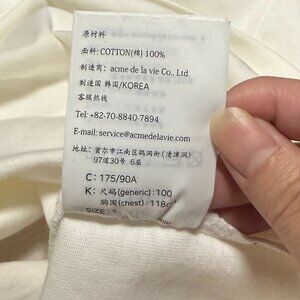 原材料
面料: COTTON(棉) 100%
制造商: acme de la vie Co., Ltd.
制造国 韩国/KOREA
客服热线
Tel: +82-70-8840-7894
E-mail: service@acmedelavie.com
地址: 首尔市江南区鹤洞街(清潭洞)
97道30号 6层
C: 175/90A
K: 尺码(generic): 100
胸围(chest): 118c
SIZE: